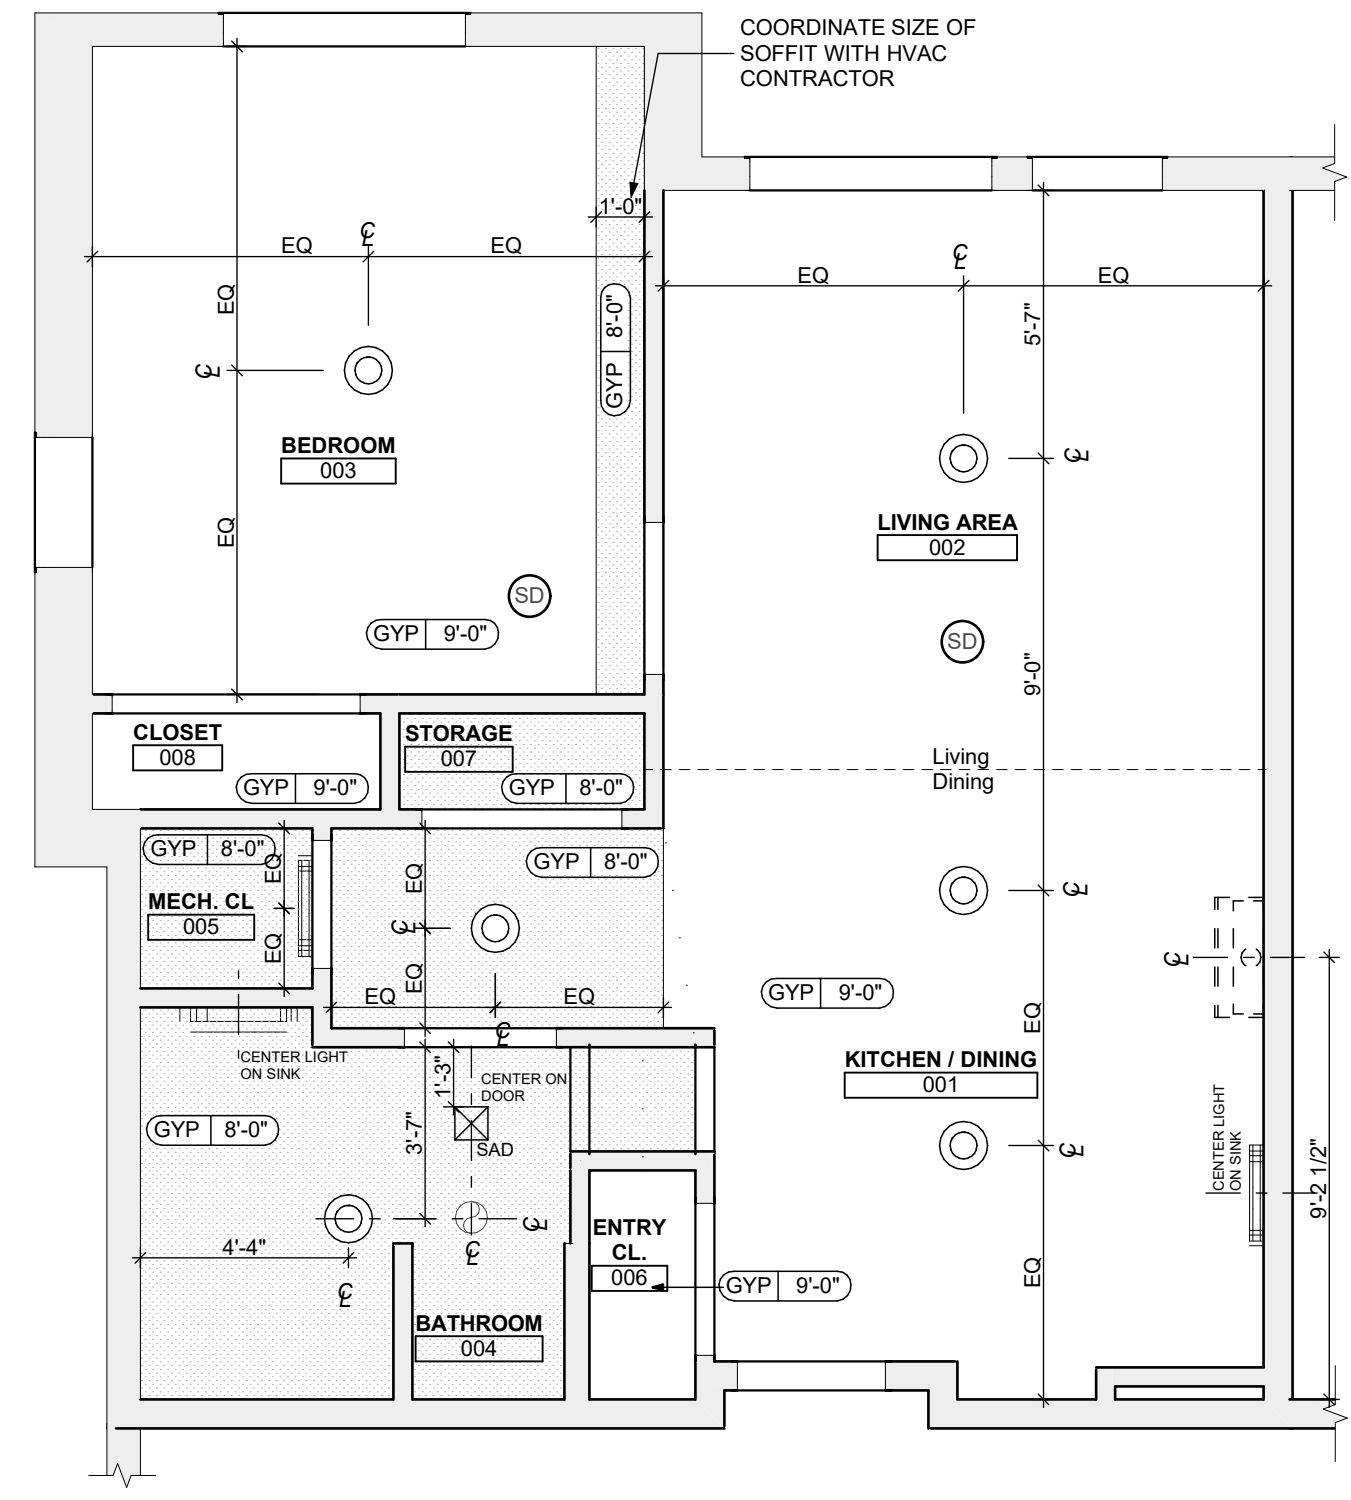 COORDINATE SIZE OF
SOFFIT WITH HVAC
CONTRACTOR
1'-0"
℄
EQ
EQ
EQ
℄
EQ
EQ
EQ
GYP 8'-0"
5'-7"
℄
℄
BEDROOM
003
LIVING AREA
002
EQ
SD
GYP 9'-0"
SD
9'-0"
CLOSET
008
GYP 9'-0"
STORAGE
007
GYP 8'-0"
Living
Dining
GYP 8'-0"
EQ
MECH. CL
005
EQ
GYP 8'-0"
EQ
℄
EQ
EQ
EQ
℄
℄
℄
GYP 9'-0"
EQ
CENTER LIGHT
ON SINK
1'-3"
CENTER ON
DOOR
3'-7"
SAD
KITCHEN / DINING
001
GYP 8'-0"
℄
CENTER LIGHT
ON SINK
9'-2 1/2"
4'-4"
℄
℄
℄
ENTRY
CL.
006
GYP 9'-0"
EQ
BATHROOM
004